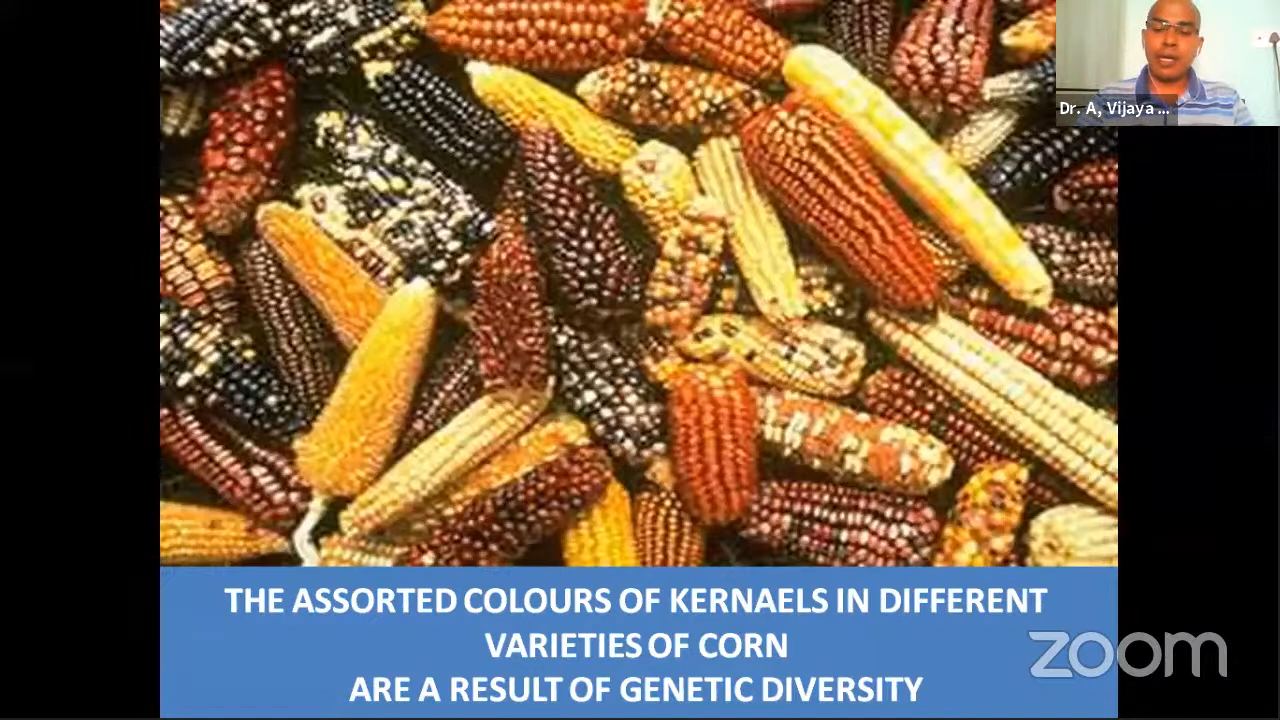 Dr. A, Vijaya ...
THE ASSORTED COLOURS OF KERNAELS IN DIFFERENT
VARIETIES OF CORN
ARE A RESULT OF GENETIC DIVERSITY
zoom